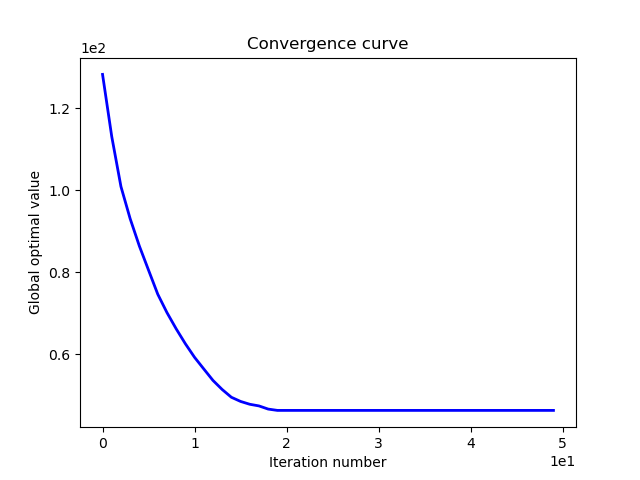 Convergence curve
1e2
1.2
1.0
0.8
0.6
Global optimal value
0 1 2 3 4 5
1e1
Iteration number